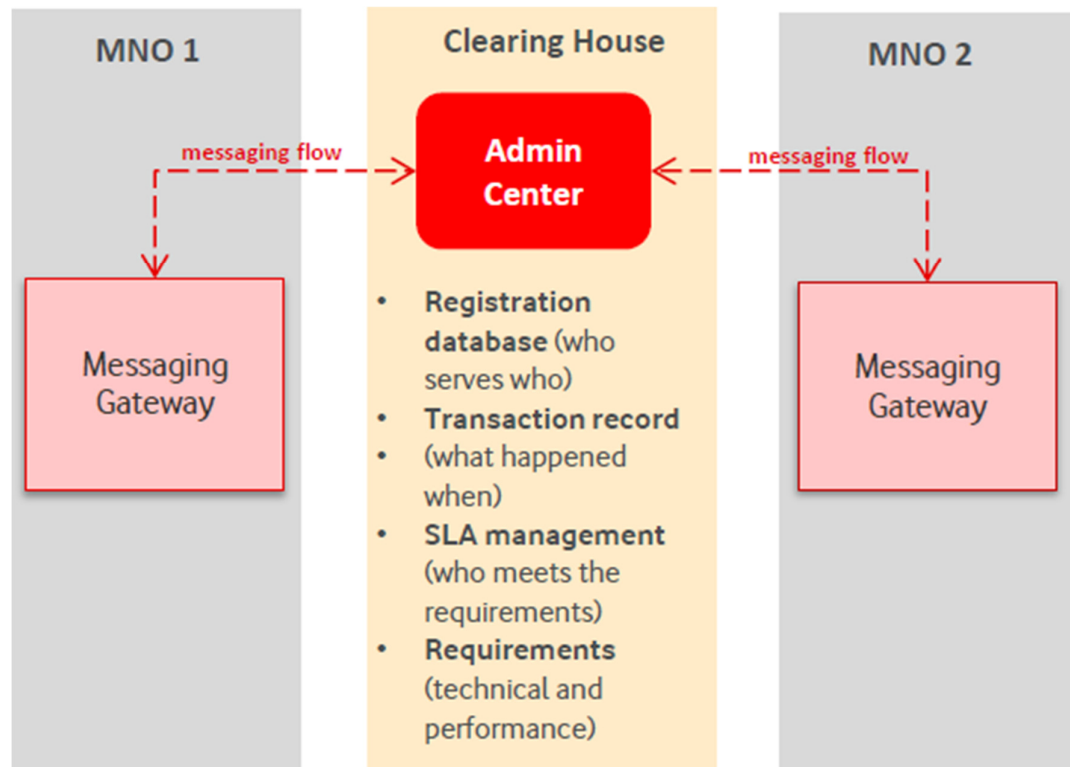 MNO 1
Clearing House
MNO 2
messaging flow
Admin
Center
messaging flow
Messaging
Gateway
• Registration
database (who
serves who)
• Transaction record
• (what happened
when)
• SLA management
(who meets the
requirements)
• Requirements
(technical and
performance)
Messaging
Gateway